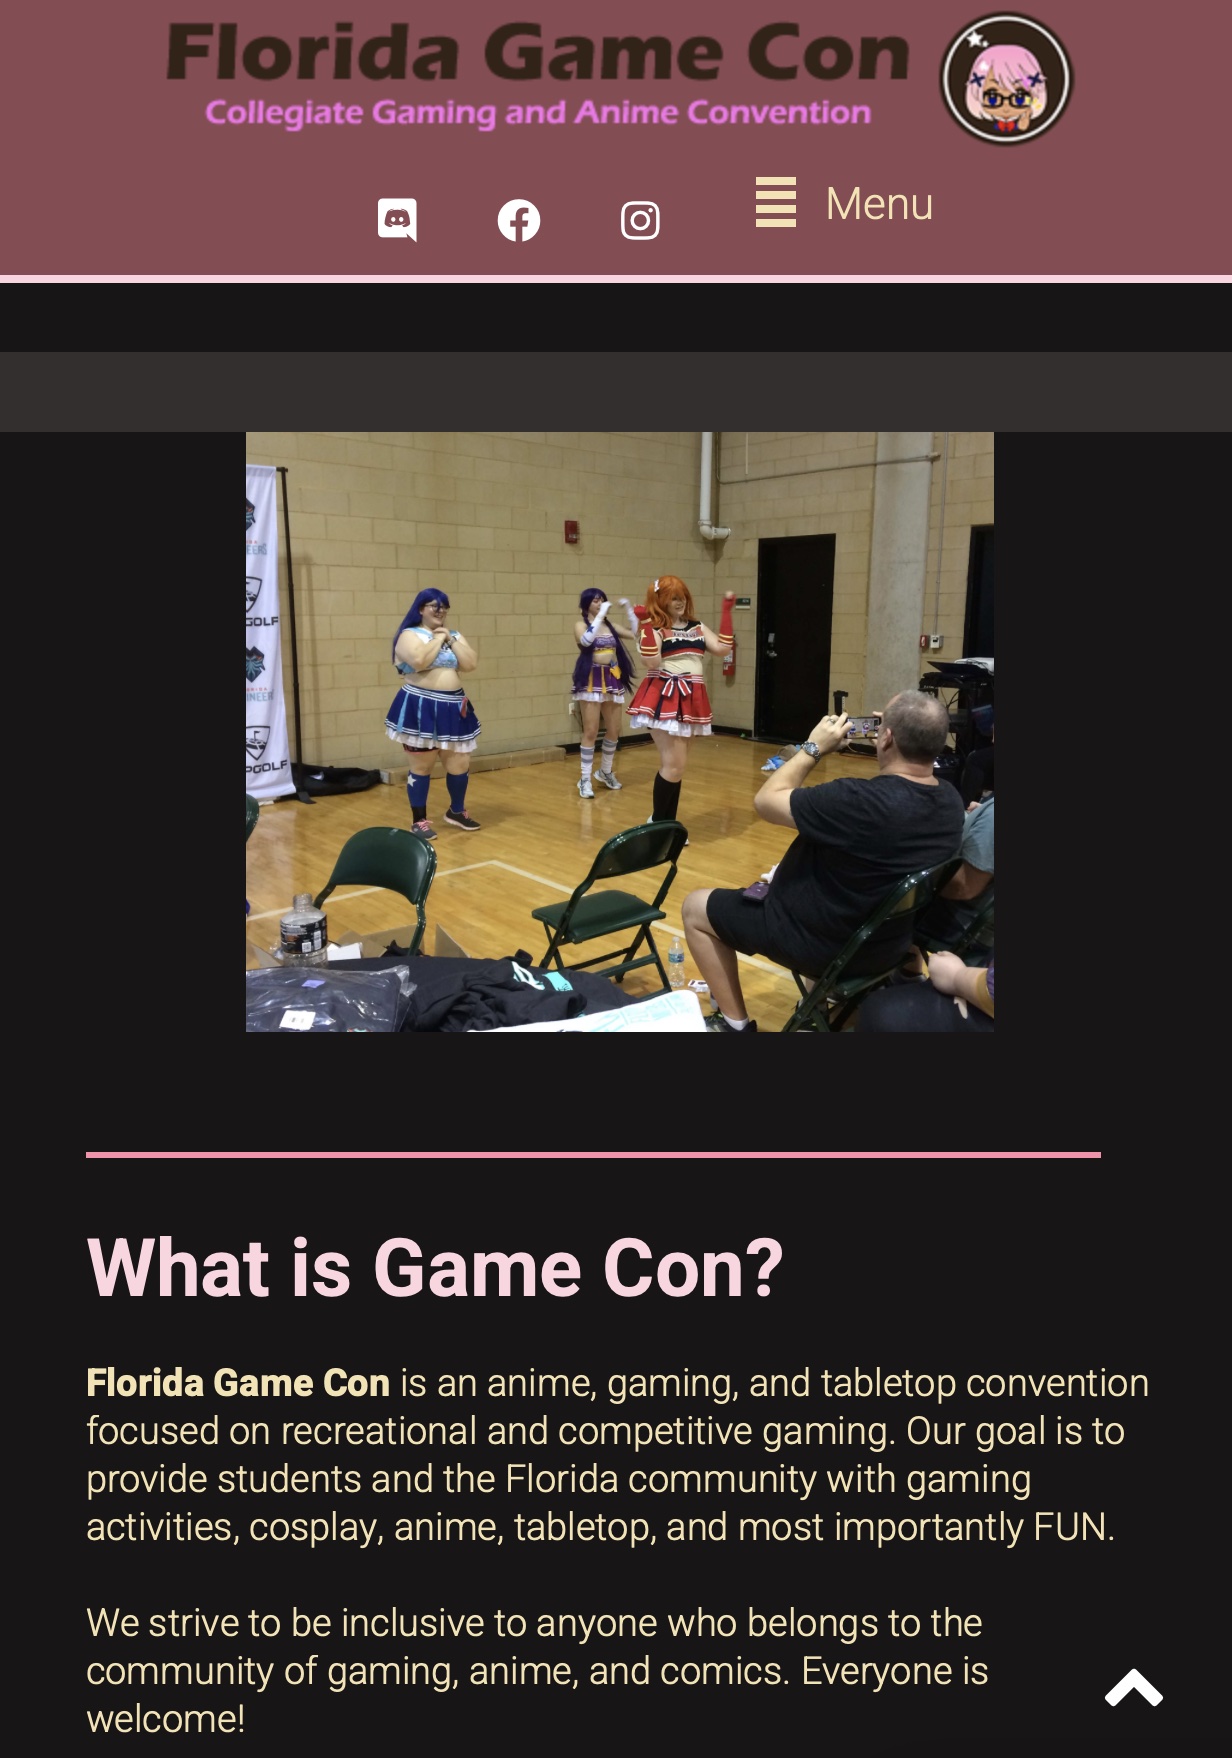 Florida Game Con
Collegiate Gaming and Anime Convention
Menu
GOLF
What is Game Con?
Florida Game Con is an anime, gaming, and tabletop convention
focused on recreational and competitive gaming. Our goal is to
provide students and the Florida community with gaming
activities, cosplay, anime, tabletop, and most importantly FUN.
We strive to be inclusive to anyone who belongs to the
community of gaming, anime, and comics. Everyone is
welcome!